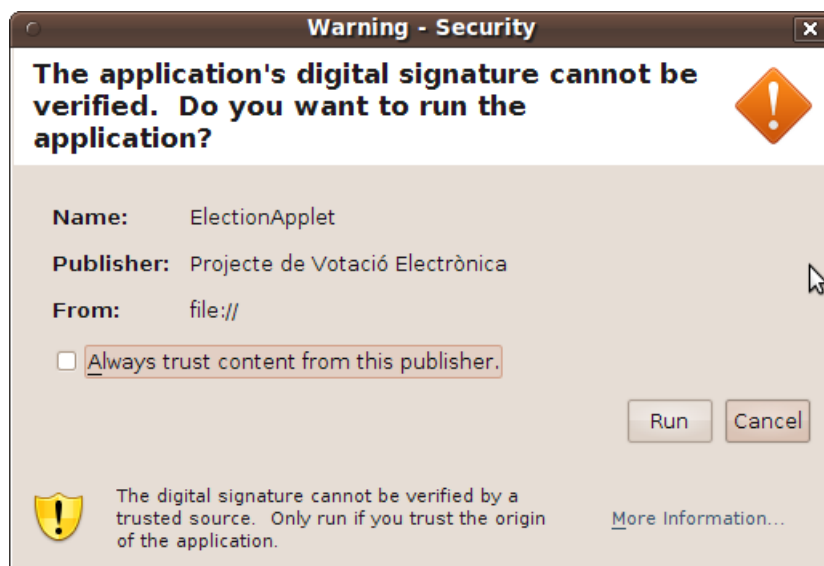 Warning - Security
The application's digital signature cannot be
verified.  Do you want to run the
application?
Name: ElectionApplet
Publisher: Projecte de Votació Electrònica
From: file://
Always trust content from this publisher.
Run Cancel
The digital signature cannot be verified by a
trusted source.  Only run if you trust the origin
of the application.
More Information...